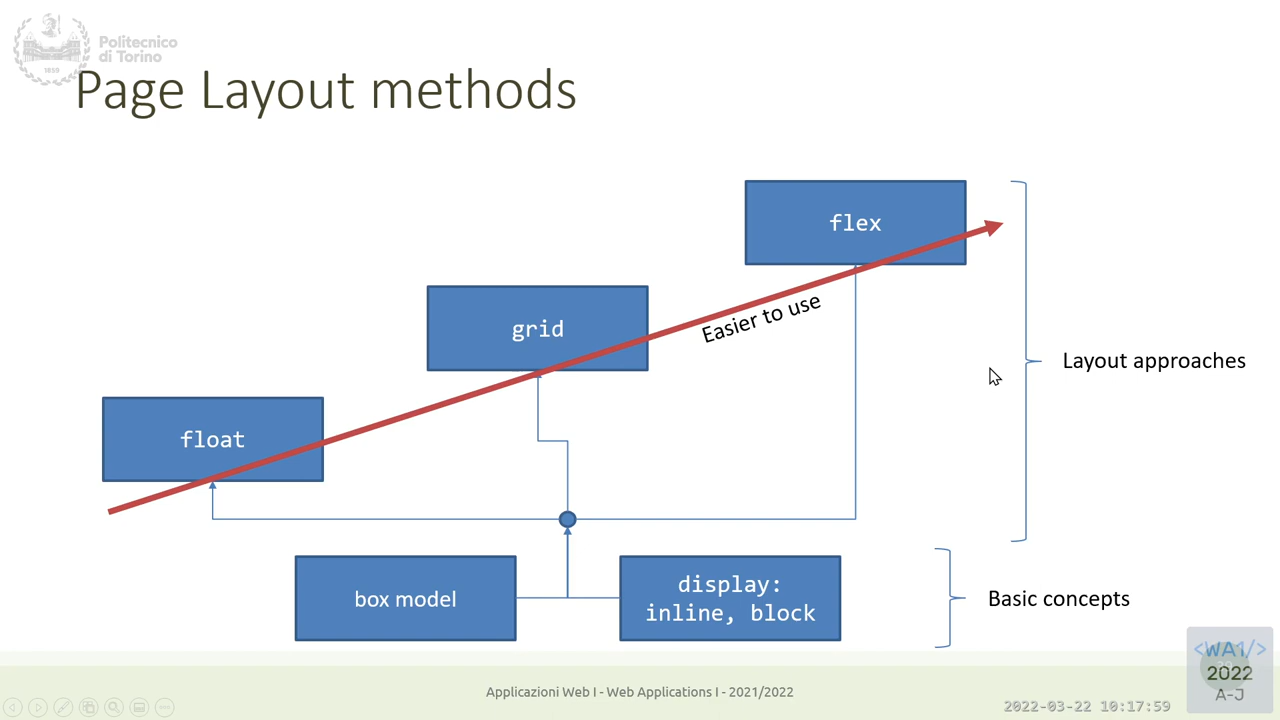 Politecnico
di Torino
1859
Page Layout methods
flex
Easier to use
grid
Layout approaches
float
display:
inline, block
box model
Basic concepts
<WA1/>
2022
A-J
Applicazioni Web I - Web Applications I - 2021/2022
2022-03-22 10:17:59